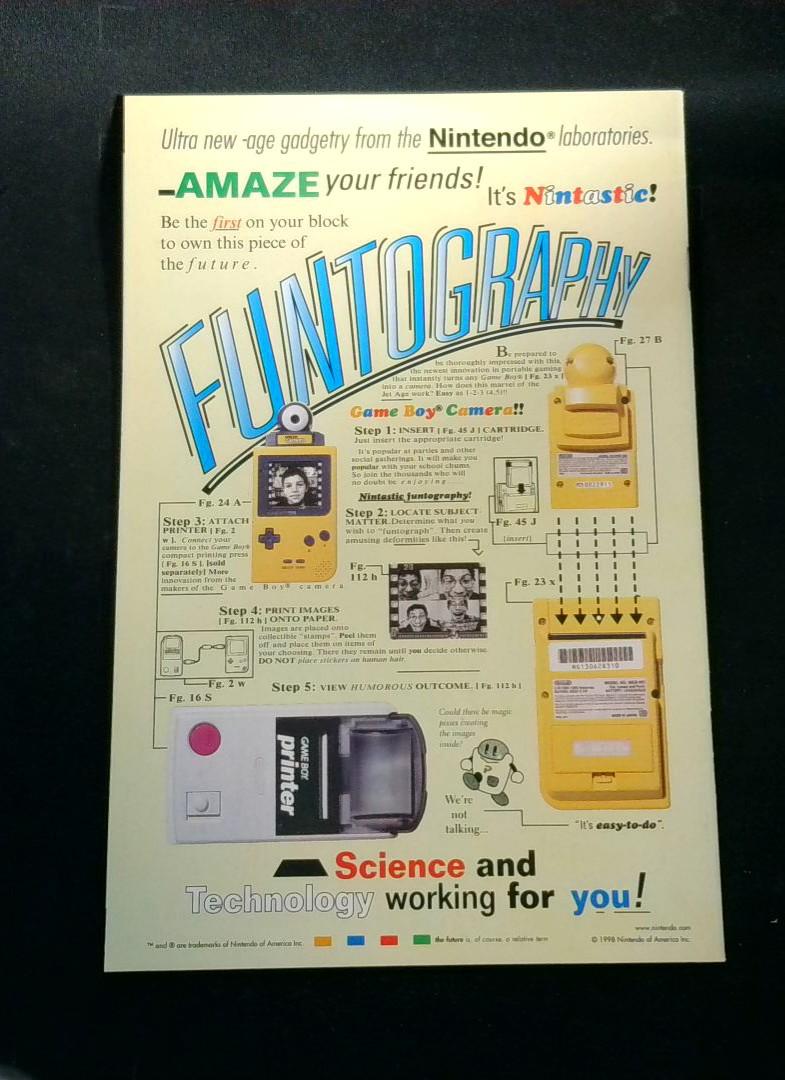 Ultra new-age gadgetry from the Nintendo® laboratories.
–AMAZE your friends!
It's Nintastic!
Be the first on your block
to own this piece of
the future.
FUNTOGRAPHY
Be prepared to
be thoroughly impressed with this,
the newest innovation in portable gaming
that instantly turns any Game Boy® [ Fg. 23 x ]
into a camera. How does this marvel of the
Jet Age work? Easy as 1-2-3 (4,5)!!
Fg. 27 B
Game Boy® Camera!!
Step 1: INSERT [ Fg. 45 J ] CARTRIDGE.
Just insert the appropriate cartridge!
It's popular at parties and other
social gatherings. It will make you
popular with your school chums.
So join the thousands who will
no doubt be enjoying...
Nintastic funtography!
Fg. 24 A
Fg. 45 J
[insert]
Step 2: LOCATE SUBJECT
MATTER. Determine what you
wish to "funtograph". Then create
amusing deformities like this!
Step 3: ATTACH
PRINTER [ Fg. 2
w ]. Connect your
camera to the Game Boy®
compact printing press
[ Fg. 16 S ]. [sold
separately] More
innovation from the
makers of the Game Boy® camera
Fg.
112 h
Fg. 23 x
Step 4: PRINT IMAGES
[ Fg. 112 h ] ONTO PAPER.
Images are placed onto
collectible "stamps". Peel them
off and place them on items of
your choosing. There they remain until you decide otherwise.
DO NOT place stickers on human hair.
Fg. 2 w
Fg. 16 S
Step 5: VIEW HUMOROUS OUTCOME. [ Fg. 112 h ]
Could there be magic
pixies creating
the images
inside?
We're
not
talking...
"It's easy-to-do".
GAME BOY
printer
Science and
Technology working for you!
www.nintendo.com
™ and ® are trademarks of Nintendo of America Inc.
the future is, of course, a relative term
© 1998 Nintendo of America Inc.